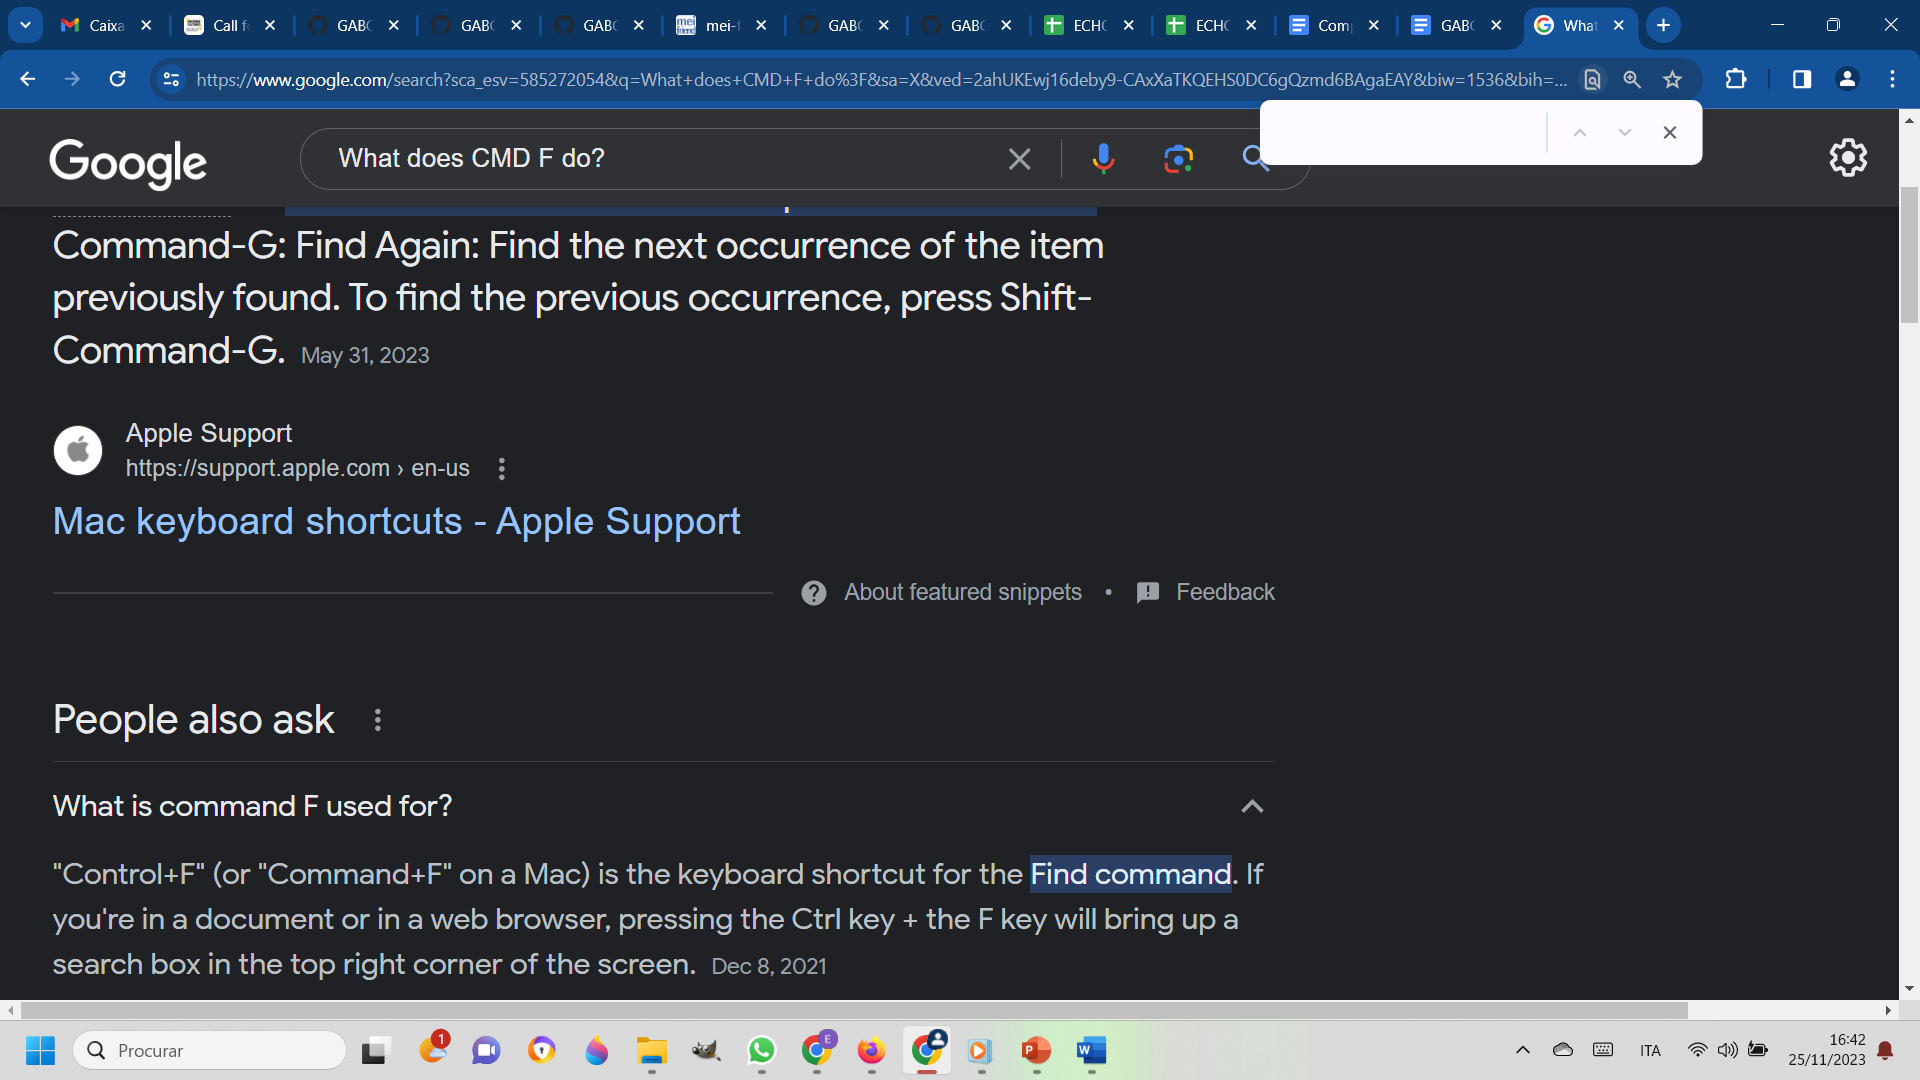 Caixa
Call f
GABC
GABC
GABC
mei
friend
mei-f
GABC
GABC
ECHO
ECHO
Comp
GABC
What
https://www.google.com/search?sca_esv=585272054&q=What+does+CMD+F+do%3F&sa=X&ved=2ahUKEwj16deby9-CAxXaTKQEHS0DC6gQzmd6BAgaEAY&biw=1536&bih=...
Google
What does CMD F do?
Command-G: Find Again: Find the next occurrence of the item
previously found. To find the previous occurrence, press Shift-
Command-G. May 31, 2023
Apple Support
https://support.apple.com › en-us
Mac keyboard shortcuts - Apple Support
About featured snippets • Feedback
People also ask
What is command F used for?
"Control+F" (or "Command+F" on a Mac) is the keyboard shortcut for the Find command. If
you're in a document or in a web browser, pressing the Ctrl key + the F key will bring up a
search box in the top right corner of the screen. Dec 8, 2021
Procurar
1
E
P
W
ITA
16:42
25/11/2023